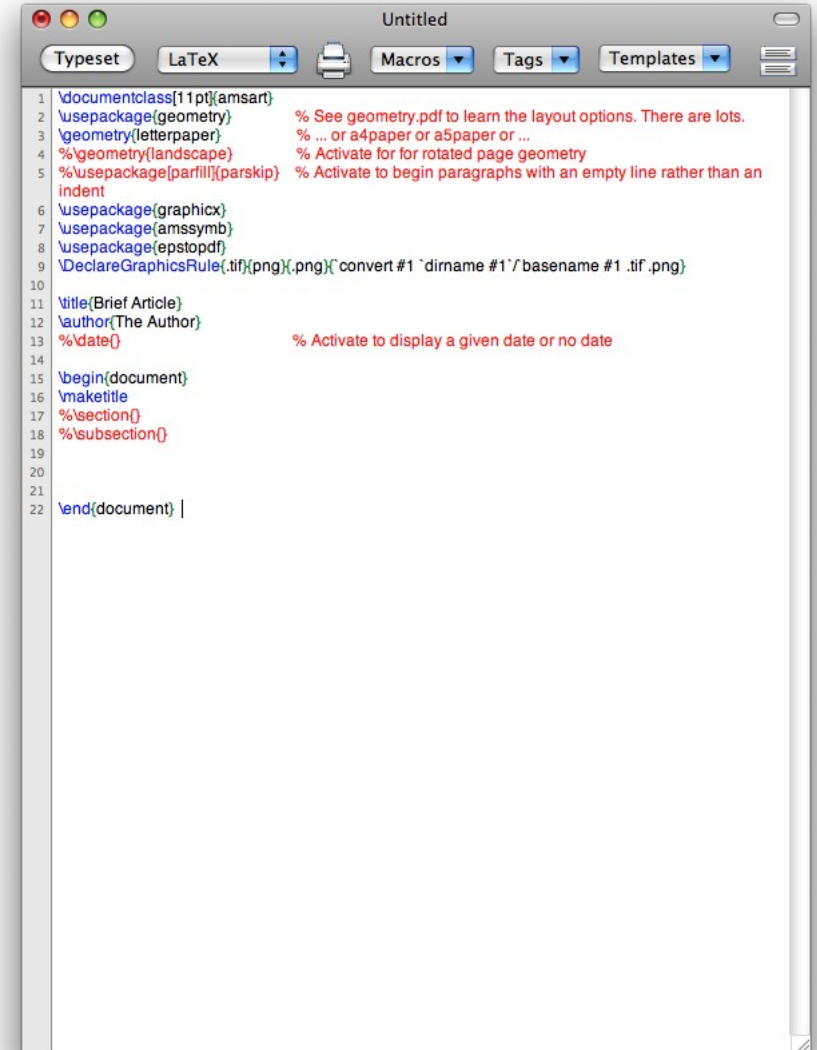 Untitled
Typeset LaTeX Macros Tags Templates
1 \documentclass[11pt]{amsart}
2 \usepackage{geometry} % See geometry.pdf to learn the layout options. There are lots.
3 \geometry{letterpaper} % ... or a4paper or a5paper or ...
4 %\geometry{landscape} % Activate for for rotated page geometry
5 %\usepackage[parfill]{parskip} % Activate to begin paragraphs with an empty line rather than an
indent
6 \usepackage{graphicx}
7 \usepackage{amssymb}
8 \usepackage{epstopdf}
9 \DeclareGraphicsRule{.tif}{png}{.png}{`convert #1 `dirname #1`/`basename #1 .tif`.png}
10
11 \title{Brief Article}
12 \author{The Author}
13 %\date{} % Activate to display a given date or no date
14
15 \begin{document}
16 \maketitle
17 %\section{}
18 %\subsection{}
19
20
21
22 \end{document}